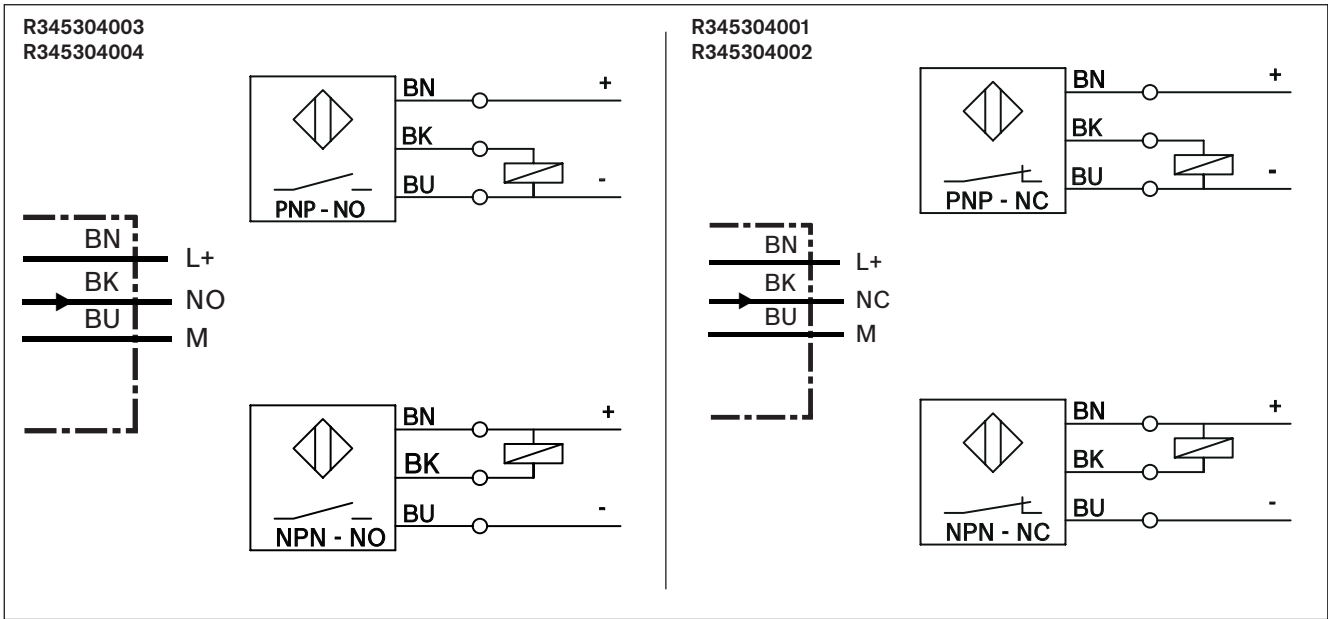 R345304003
R345304004
BN
+
BK
BU
-
PNP - NO
BN
L+
BK
NO
BU
M
BN
+
BK
BU
-
NPN - NO
R345304001
R345304002
BN
+
BK
BU
-
PNP - NC
BN
L+
BK
NC
BU
M
BN
+
BK
BU
-
NPN - NC